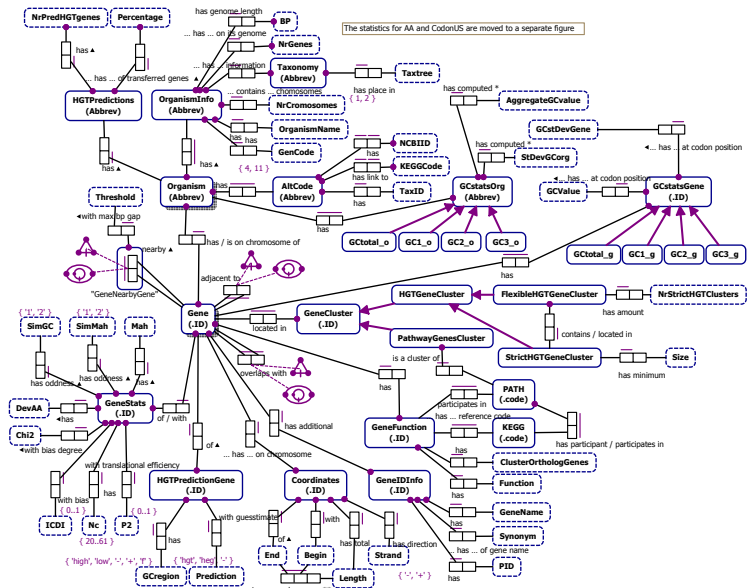 NrPredHGTgenes
Percentage
has genome length
BP
The statistics for AA and CodonUS are moved to a separate figure
... has ... on its genome
NrGenes
has ▲
... has ... of transferred genes ▲
... has ... information
Taxonomy
(Abbrev)
has place in
Taxtree
{ 1, 2 }
HGTPredictions
(Abbrev)
OrganismInfo
(Abbrev)
... contains ... chromosomes
NrCromosomes
has
OrganismName
has
GenCode
{ 4, 11 }
has computed *
AggregateGCvalue
GCstDevGene
has computed *
StDevGCorg
◄... has ... at codon position
NCBIID
KEGGCode
has link to
TaxID
has
has ▲
has ▲
Organism
(Abbrev)
has
AltCode
(Abbrev)
GCstatsOrg
(Abbrev)
◄... has ... at codon position
GCValue
has
GCstatsGene
(.ID)
Threshold
◄with max bp gap
has
GCtotal_o
GC1_o
GC2_o
GC3_o
GCtotal_g
GC1_g
GC2_g
GC3_g
nearby ▲
has / is on chromosome of
"GeneNearbyGene"
adjacent to
has
HGTGeneCluster
FlexibleHGTGeneCluster
has amount
NrStrictHGTClusters
{ '1', '2' }
{ '1', '2' }
SimGC
SimMah
Mah
Gene
(.ID)
located in
GeneCluster
(.ID)
PathwayGenesCluster
contains / located in
StrictHGTGeneCluster
has minimum
Size
is a cluster of
overlaps with
has oddness ▲
has oddness ▲
has ▲
DevAA
◄has
GeneStats
(.ID)
of / with
has
PATH
(.code)
participates in
has ... reference code
KEGG
(.code)
has participant / participates in
Chi2
◄with bias degree
has additional
GeneFunction
(.ID)
of ▲
... has ... on chromosome
ClusterOrthologGenes
has
Function
has
with translational efficiency
with bias
has
{ 0..1 }
{ 0..1 }
ICDI
Nc
P2
{ 20..61 }
HGTPredictionGene
(.ID)
Coordinates
(.ID)
GeneIDInfo
(.ID)
GeneName
has
Synonym
has ... of gene name
PID
has
has
with guesstimate
of ▲
with
has total
has direction
{ 'high', 'low', '-', '+', 'f' }
{ 'hgt', 'heg', '-' }
GCregion
Prediction
End
Begin
Length
Strand
{ '-', '+' }